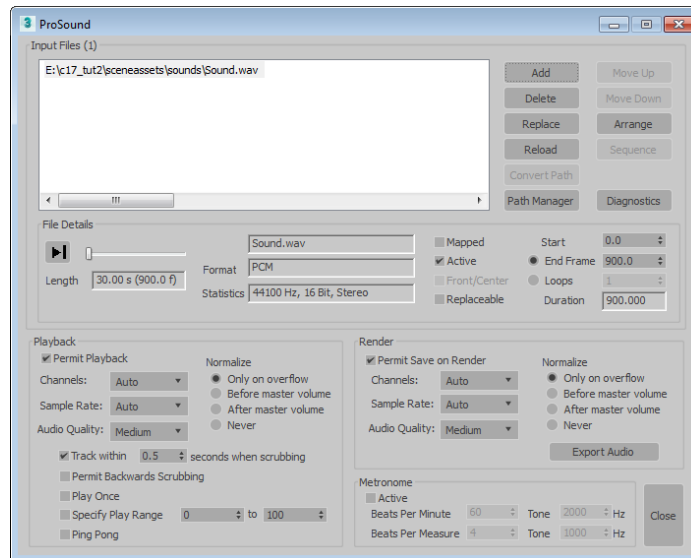 3 ProSound
Input Files (1)
E:\c17_tut2\sceneassets\sounds\Sound.wav
Add Move Up
Delete Move Down
Replace Arrange
Reload Sequence
Convert Path
Path Manager Diagnostics
File Details
Sound.wav
Length 30.00 s (900.0 f)
Format PCM
Statistics 44100 Hz, 16 Bit, Stereo
Mapped
Active
Front/Center
Replaceable
Start 0.0
End Frame 900.0
Loops 1
Duration 900.000
Playback
Permit Playback
Channels: Auto
Sample Rate: Auto
Audio Quality: Medium
Normalize
Only on overflow
Before master volume
After master volume
Never
Track within 0.5 seconds when scrubbing
Permit Backwards Scrubbing
Play Once
Specify Play Range 0 to 100
Ping Pong
Render
Permit Save on Render
Channels: Auto
Sample Rate: Auto
Audio Quality: Medium
Normalize
Only on overflow
Before master volume
After master volume
Never
Export Audio
Metronome
Active
Beats Per Minute 60 Tone 2000 Hz
Beats Per Measure 4 Tone 1000 Hz
Close